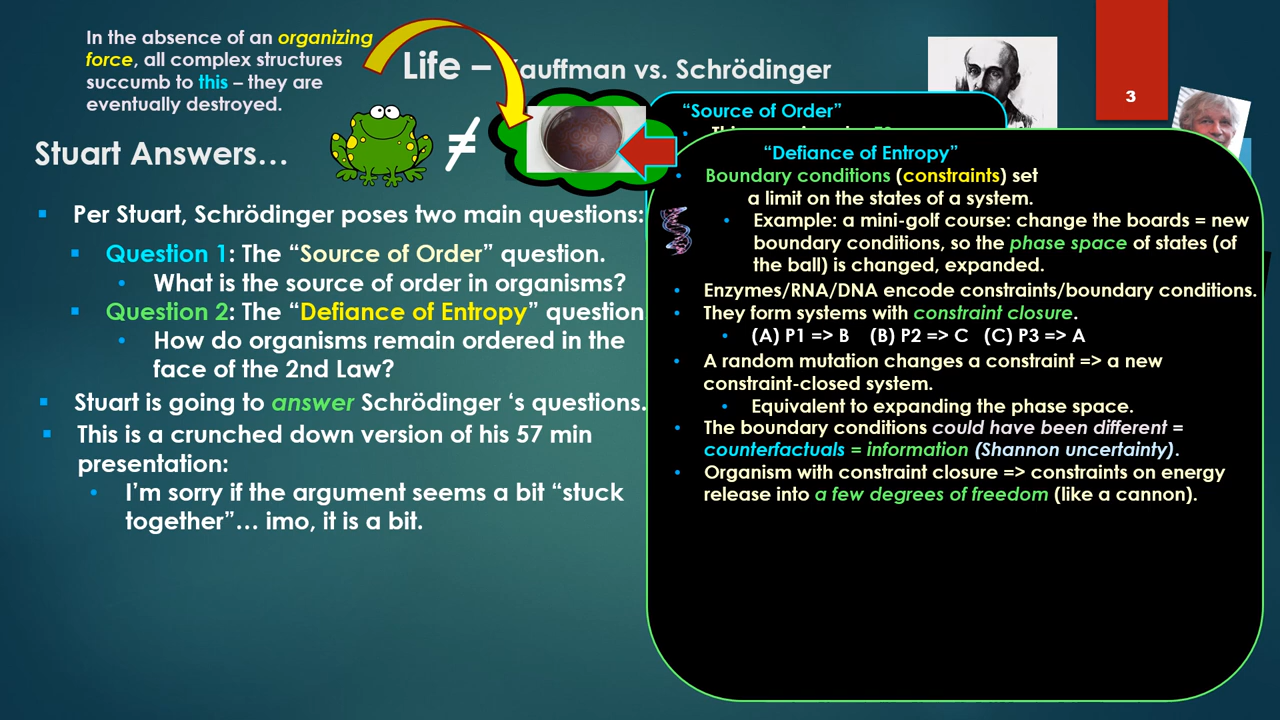 In the absence of an organizing
force, all complex structures
succumb to this – they are
eventually destroyed.
Life – Kauffman vs. Schrödinger
3
Stuart Answers…
≠
▪ Per Stuart, Schrödinger poses two main questions:
▪ Question 1: The “Source of Order” question.
• What is the source of order in organisms?
▪ Question 2: The “Defiance of Entropy” question
• How do organisms remain ordered in the
face of the 2nd Law?
▪ Stuart is going to answer Schrödinger ‘s questions.
▪ This is a crunched down version of his 57 min
presentation:
• I’m sorry if the argument seems a bit “stuck
together”… imo, it is a bit.
“Source of Order”
“Defiance of Entropy”
• Boundary conditions (constraints) set
a limit on the states of a system.
• Example: a mini-golf course: change the boards = new
boundary conditions, so the phase space of states (of
the ball) is changed, expanded.
• Enzymes/RNA/DNA encode constraints/boundary conditions.
• They form systems with constraint closure.
• (A) P1 => B (B) P2 => C (C) P3 => A
• A random mutation changes a constraint => a new
constraint-closed system.
• Equivalent to expanding the phase space.
• The boundary conditions could have been different =
counterfactuals = information (Shannon uncertainty).
• Organism with constraint closure => constraints on energy
release into a few degrees of freedom (like a cannon).